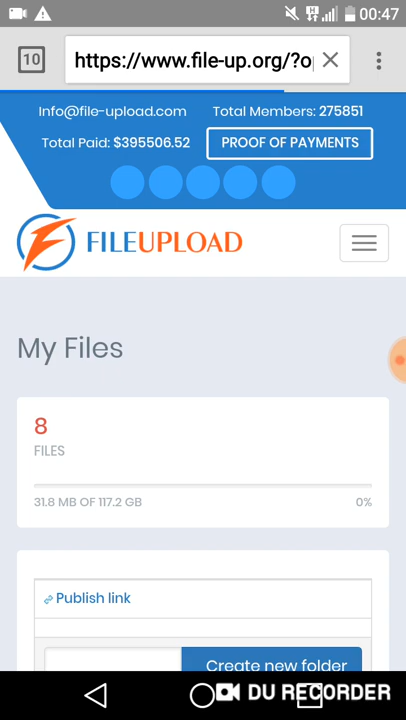 00:47
10
https://www.file-up.org/?o
Info@file-upload.com Total Members: 275851
Total Paid: $395506.52 PROOF OF PAYMENTS
FILEUPLOAD
My Files
8
FILES
31.8 MB OF 117.2 GB 0%
Publish link
Create new folder
DU RECORDER